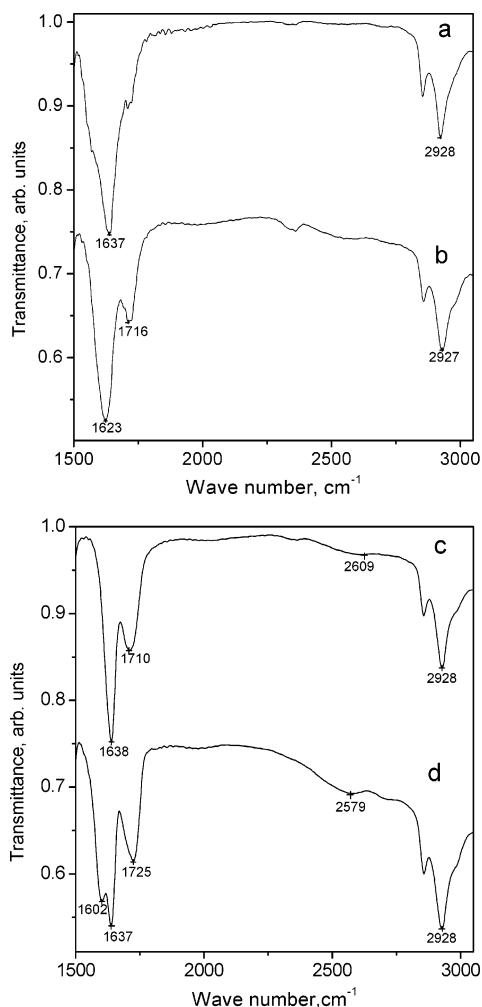 1.0
a
0.9
2928
0.8
1637
b
0.7
1716
2927
0.6
1623
1500 2000 2500 3000
Wave number, cm-1
Transmittance, arb. units
1.0
c
2609
0.9
1710
2928
0.8
1638
d
0.7
2579
1725
0.6
1602
1637
2928
1500 2000 2500 3000
Wave number,cm-1
Transmittance, arb. units